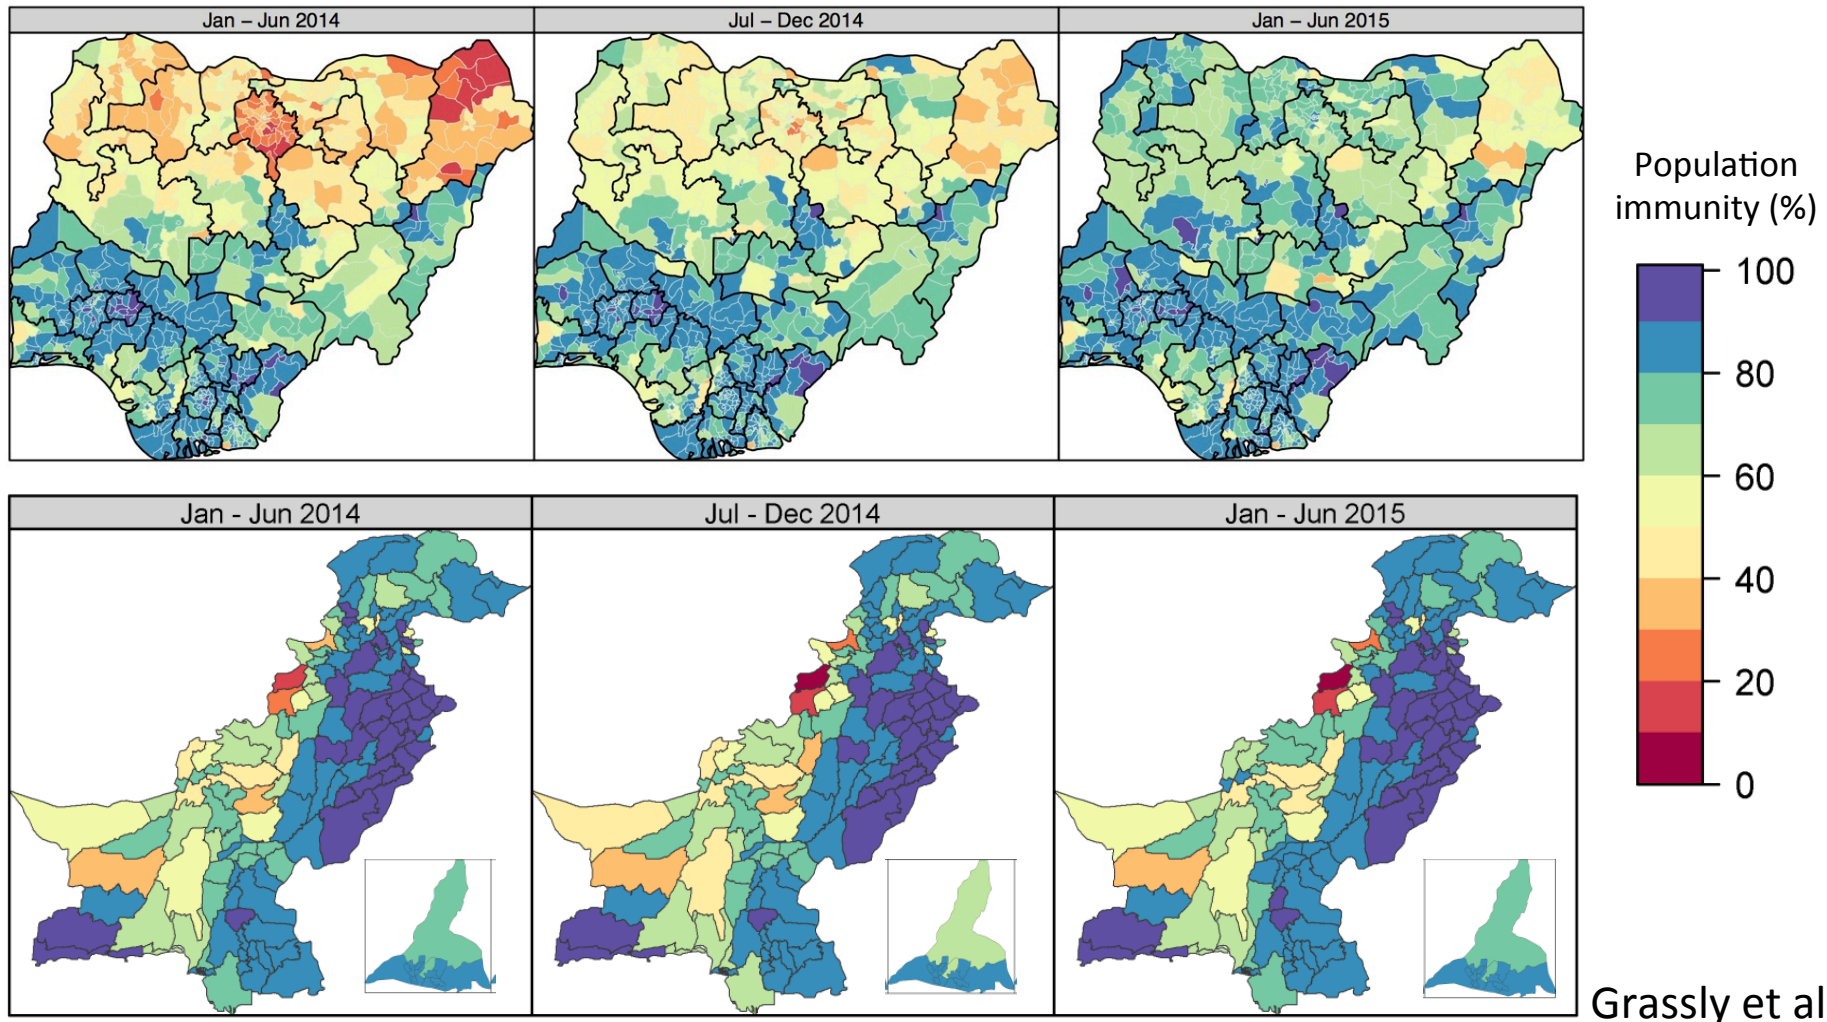 Jan – Jun 2014
Jul – Dec 2014
Jan – Jun 2015
Population
immunity (%)
100
80
60
40
20
0
Jan - Jun 2014
Jul - Dec 2014
Jan - Jun 2015
Grassly et al